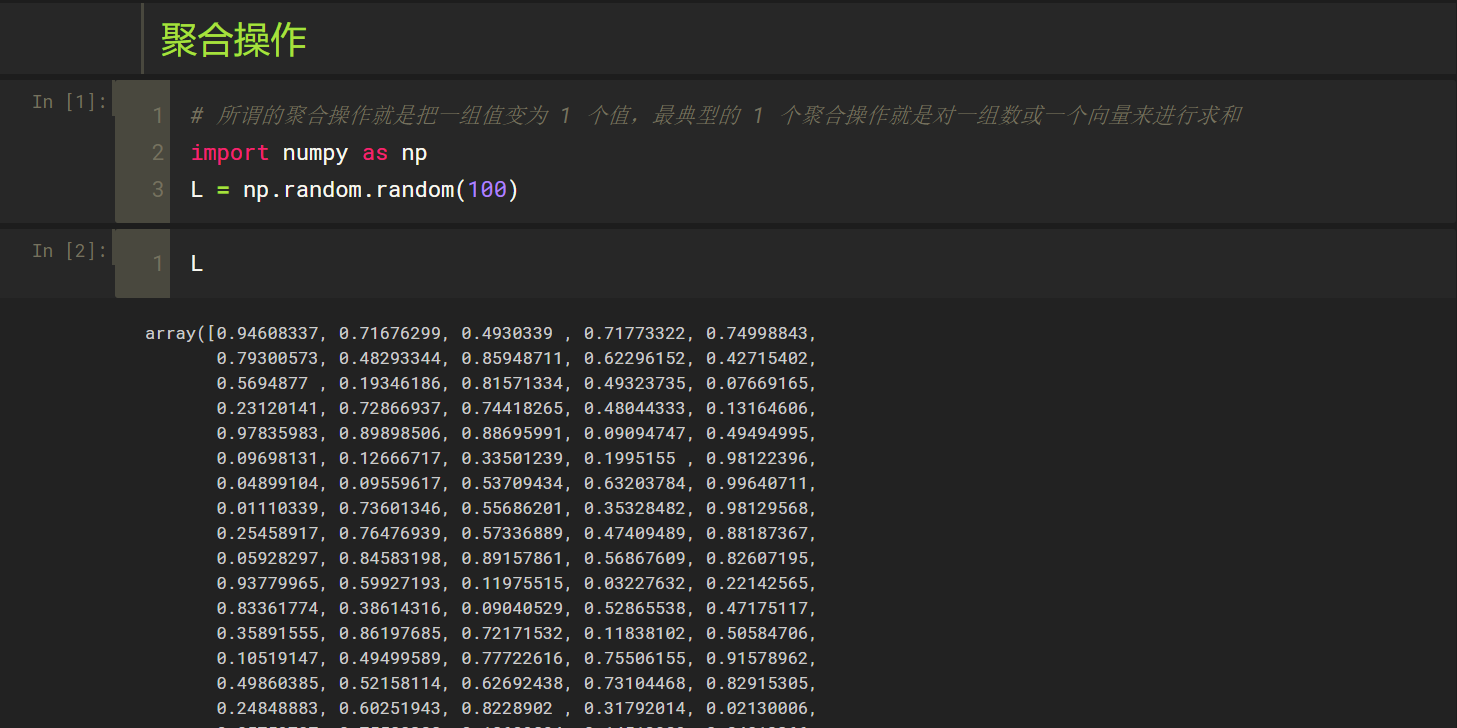 聚合操作
In [1]:
1 # 所谓的聚合操作就是把一组值变为 1 个值，最典型的 1 个聚合操作就是对一组数或一个向量来进行求和
2 import numpy as np
3 L = np.random.random(100)
In [2]:
1 L
array([0.94608337, 0.71676299, 0.4930339 , 0.71773322, 0.74998843,
0.79300573, 0.48293344, 0.85948711, 0.62296152, 0.42715402,
0.5694877 , 0.19346186, 0.81571334, 0.49323735, 0.07669165,
0.23120141, 0.72866937, 0.74418265, 0.48044333, 0.13164606,
0.97835983, 0.89898506, 0.88695991, 0.09094747, 0.49494995,
0.09698131, 0.12666717, 0.33501239, 0.1995155 , 0.98122396,
0.04899104, 0.09559617, 0.53709434, 0.63203784, 0.99640711,
0.01110339, 0.73601346, 0.55686201, 0.35328482, 0.98129568,
0.25458917, 0.76476939, 0.57336889, 0.47409489, 0.88187367,
0.05928297, 0.84583198, 0.89157861, 0.56867609, 0.82607195,
0.93779965, 0.59927193, 0.11975515, 0.03227632, 0.22142565,
0.83361774, 0.38614316, 0.09040529, 0.52865538, 0.47175117,
0.35891555, 0.86197685, 0.72171532, 0.11838102, 0.50584706,
0.10519147, 0.49499589, 0.77722616, 0.75506155, 0.91578962,
0.49860385, 0.52158114, 0.62692438, 0.73104468, 0.82915305,
0.24848883, 0.60251943, 0.8228902 , 0.31792014, 0.02130006,